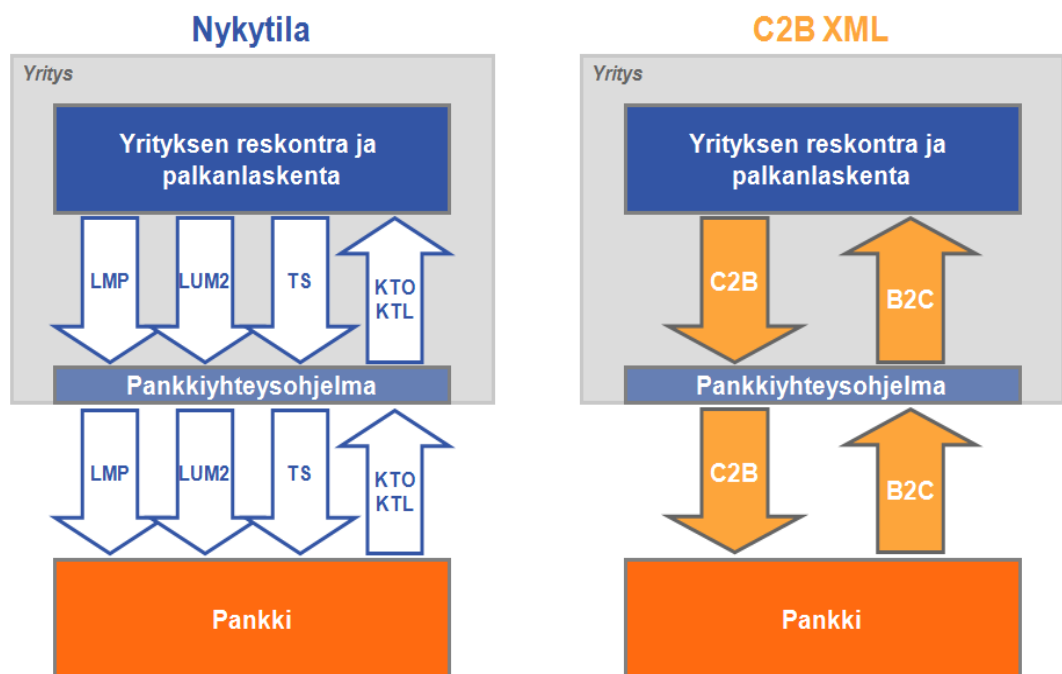 Nykytila
Yritys
Yrityksen reskontra ja
palkanlaskenta
LMP
LUM2
TS
KTO
KTL
Pankkiyhteysohjelma
LMP
LUM2
TS
KTO
KTL
Pankki
C2B XML
Yritys
Yrityksen reskontra ja
palkanlaskenta
C2B
B2C
Pankkiyhteysohjelma
C2B
B2C
Pankki